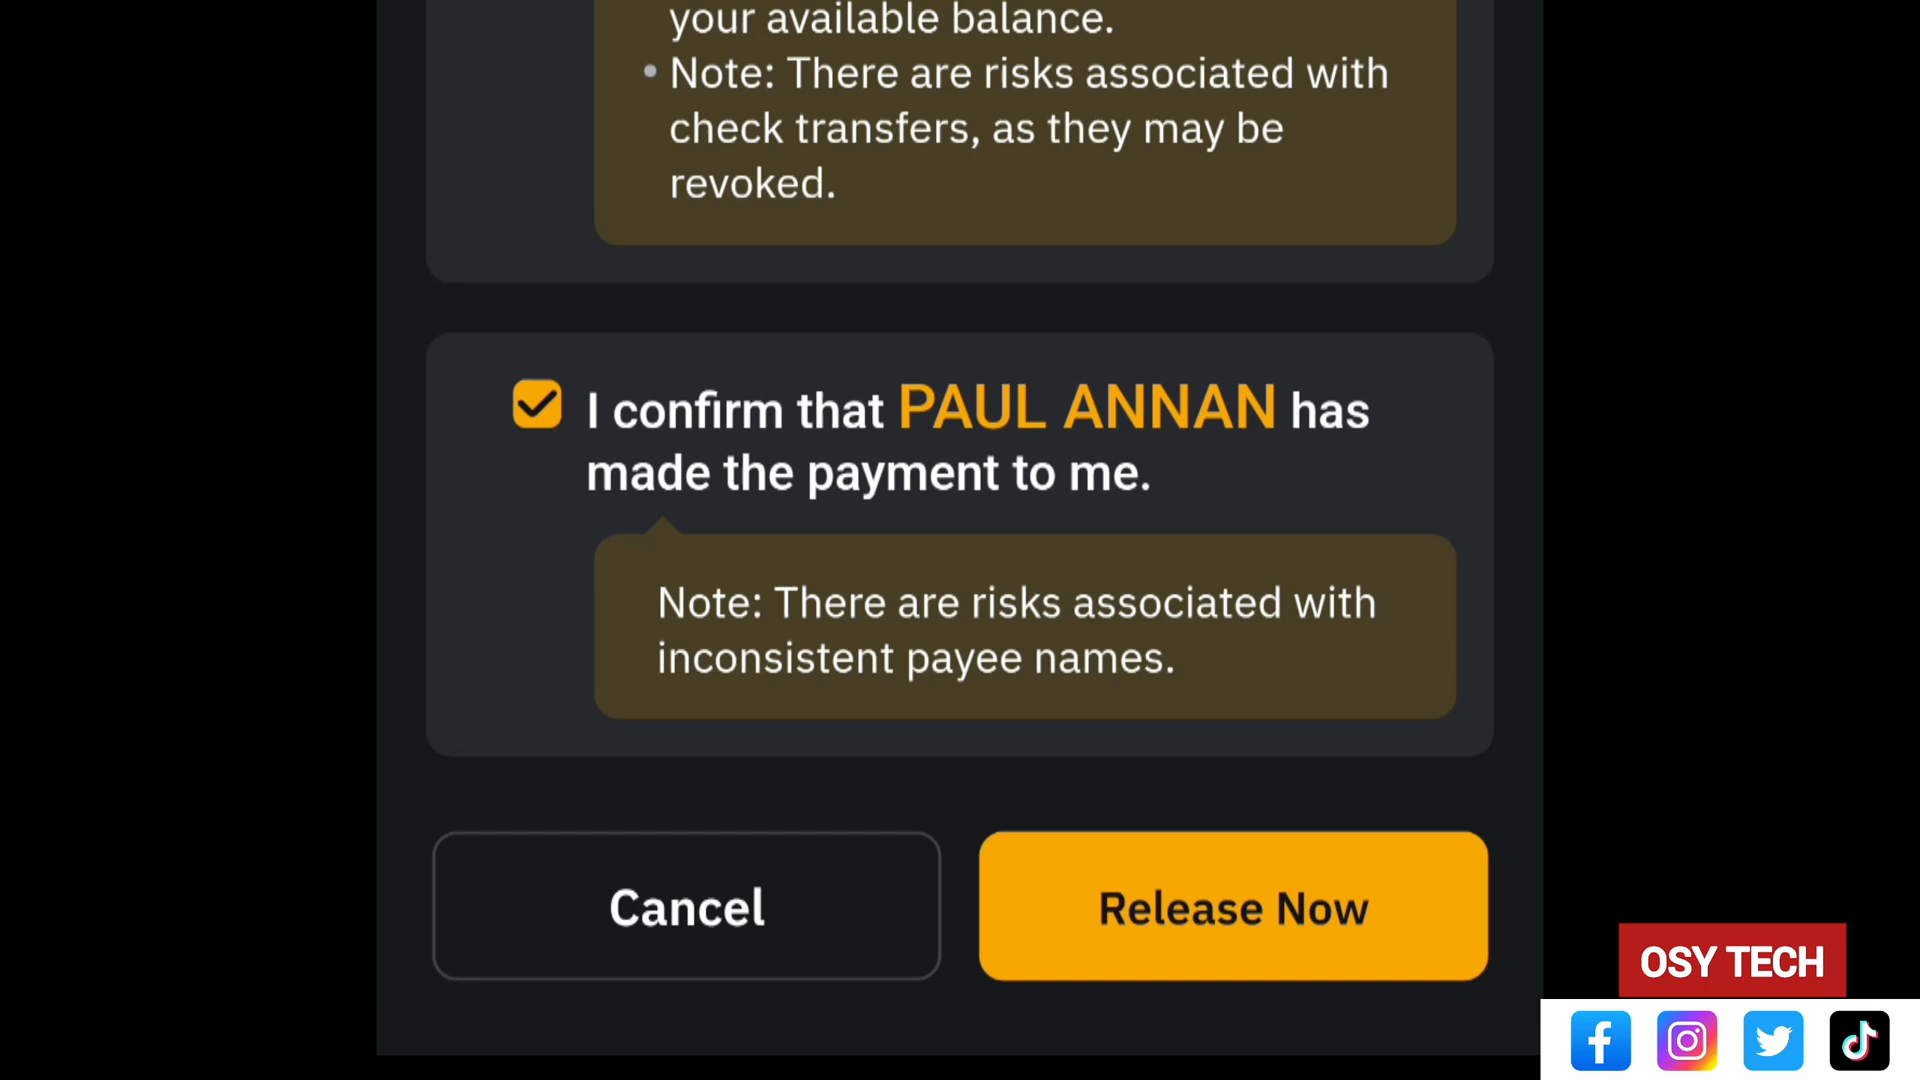 your available balance.
• Note: There are risks associated with
check transfers, as they may be
revoked.
I confirm that PAUL ANNAN has
made the payment to me.
Note: There are risks associated with
inconsistent payee names.
Cancel
Release Now
OSY TECH